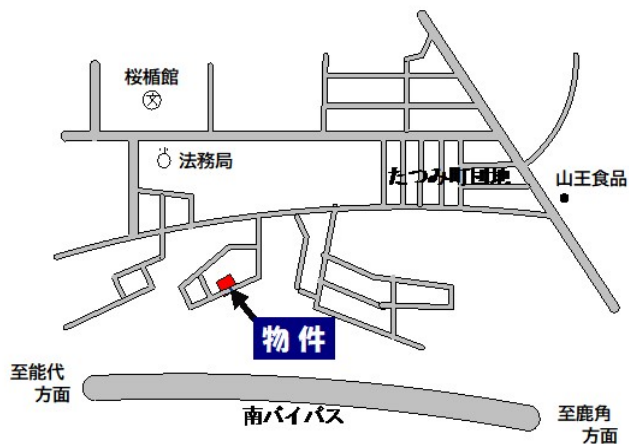 桜楯館
文
法務局
たつみ町団地
山王食品
物件
至能代
方面
南バイパス
至鹿角
方面